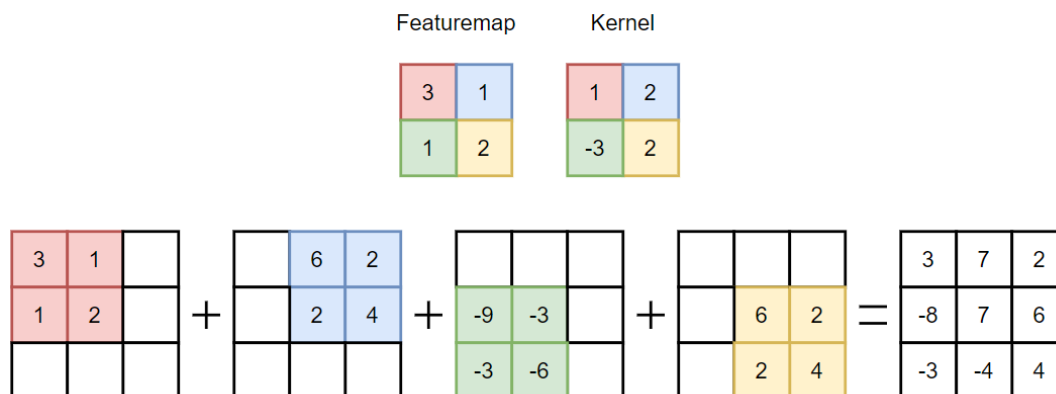 Featuremap Kernel
3 1 1 2
1 2 -3 2
3 1 6 2 3 7 2
1 2 + 2 4 + -9 -3 + 6 2 = -8 7 6
-3 -6 2 4 -3 -4 4